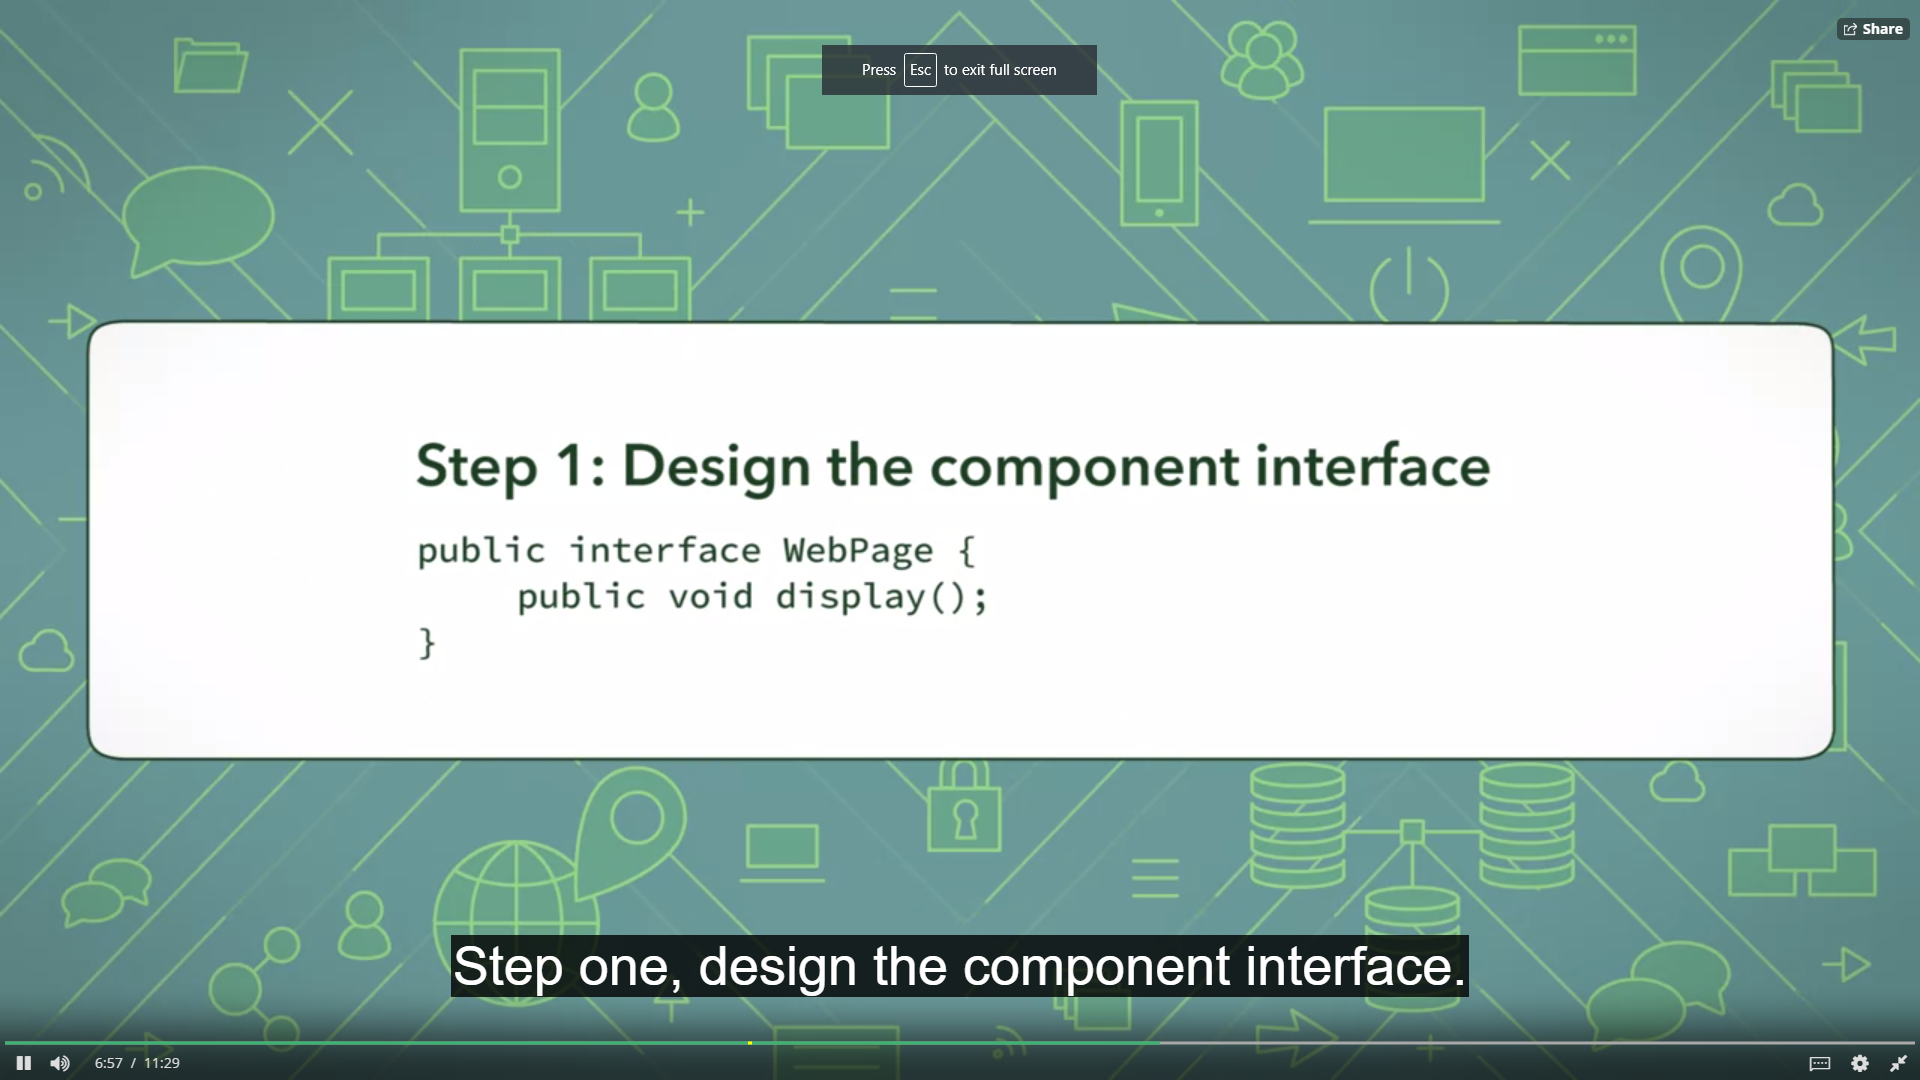 Share
Press Esc to exit full screen
Step 1: Design the component interface
public interface WebPage {
public void display();
}
Step one, design the component interface.
6:57 / 11:29